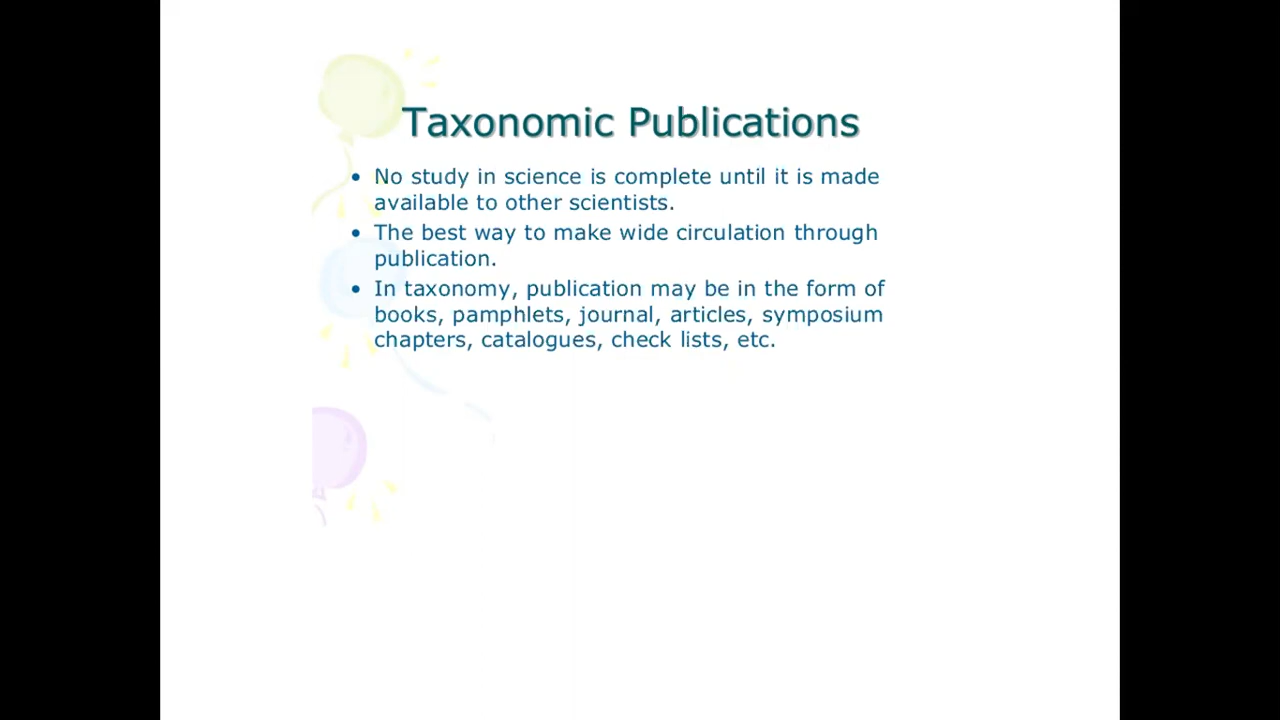 Taxonomic Publications
• No study in science is complete until it is made
available to other scientists.
• The best way to make wide circulation through
publication.
• In taxonomy, publication may be in the form of
books, pamphlets, journal, articles, symposium
chapters, catalogues, check lists, etc.